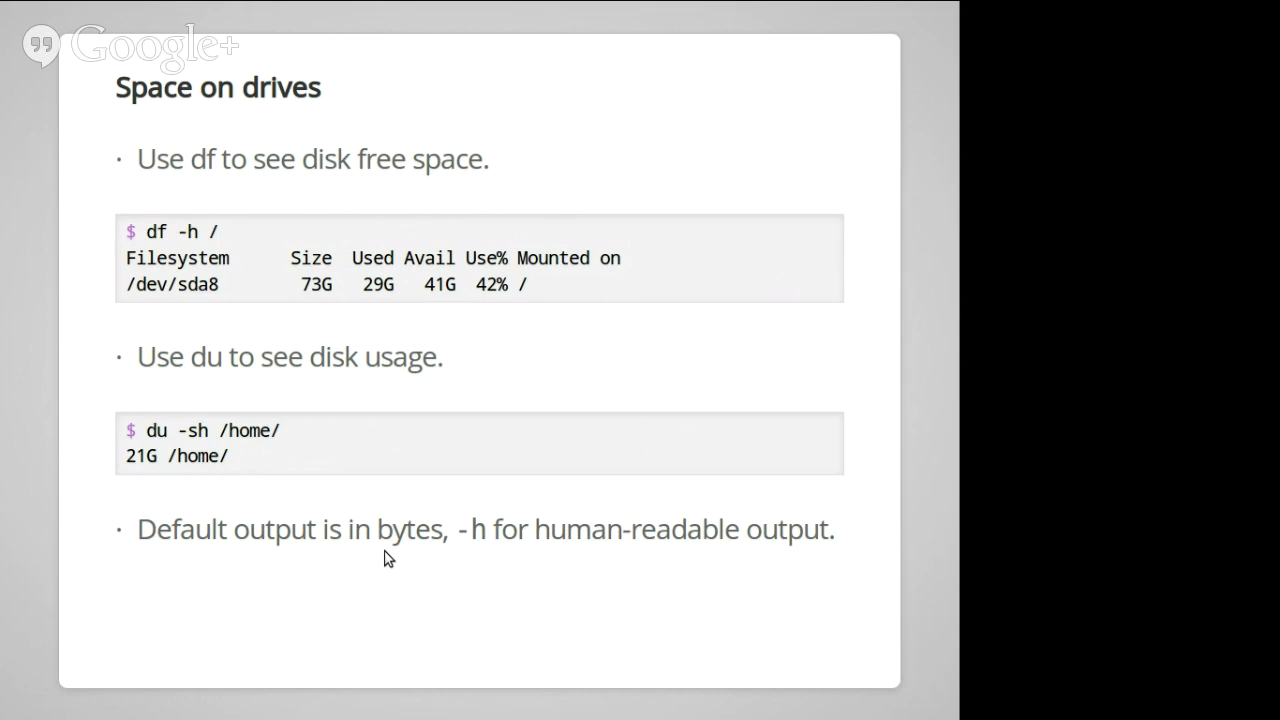 Google+
Space on drives
· Use df to see disk free space.
$ df -h /
Filesystem      Size  Used Avail Use% Mounted on
/dev/sda8        73G   29G   41G  42% /
· Use du to see disk usage.
$ du -sh /home/
21G /home/
· Default output is in bytes, -h for human-readable output.